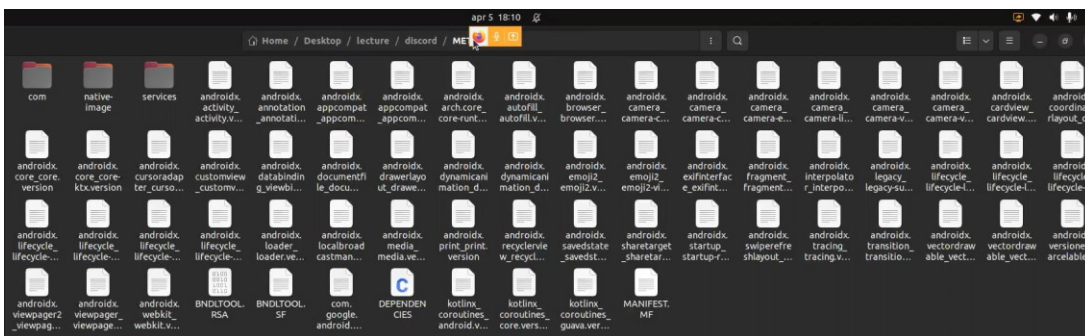 apr 5 18:10
Home / Desktop / lecture / discord / MET
com
native-
image
services
androidx.
activity_
activity.v...
androidx.
annotation
_annotati...
androidx.
appcompat
_appcom...
androidx.
appcompat
_appcom...
androidx.
arch.core_
core-runt...
androidx.
autofill_
autofill.v...
androidx.
browser_
browser....
androidx.
camera_
camera-c...
androidx.
camera_
camera-c...
androidx.
camera_
camera-e...
androidx.
camera_
camera-li...
androidx.
camera_
camera-v...
androidx.
camera_
camera-v...
androidx.
cardview_
cardview....
android
coordina
rlayout_c
androidx.
core_core.
version
androidx.
core_core-
ktx.version
androidx.
cursoradap
ter_curso...
androidx.
customview
_customv...
androidx.
databindin
g_viewbi...
androidx.
documentfi
le_docu...
androidx.
drawerlayo
ut_drawe...
androidx.
dynamicani
mation_d...
androidx.
dynamicani
mation_d...
androidx.
emoji2_
emoji2.v...
androidx.
emoji2_
emoji2-vi...
androidx.
exifinterfac
e_exifint...
androidx.
fragment_
fragment...
androidx.
interpolato
r_interpo...
androidx.
legacy_
legacy-su...
androidx.
lifecycle_
lifecycle-l...
androidx.
lifecycle_
lifecycle-l...
android
lifecycl
lifecycle-
androidx.
lifecycle_
lifecycle-...
androidx.
lifecycle_
lifecycle-...
androidx.
lifecycle_
lifecycle-...
androidx.
lifecycle_
lifecycle-...
androidx.
loader_
loader.ve...
androidx.
localbroad
castman...
androidx.
media_
media.ve...
androidx.
print_print.
version
androidx.
recyclervie
w_recycl...
androidx.
savedstate
_savedst...
androidx.
sharetarget
_sharetar...
androidx.
startup_
startup-r...
androidx.
swiperefre
shlayout_...
androidx.
tracing_
tracing.v...
androidx.
transition_
transitio...
androidx.
vectordraw
able_vect...
androidx.
vectordraw
able_vect...
android
versione
arcelable
androidx.
viewpager2
_viewpag...
androidx.
viewpager_
viewpage...
androidx.
webkit_
webkit.v...
BNDLTOOL.
RSA
BNDLTOOL.
SF
com.
google.
android....
DEPENDEN
CIES
kotlinx_
coroutines_
android.v...
kotlinx_
coroutines_
core.vers...
kotlinx_
coroutines_
guava.ver...
MANIFEST.
MF